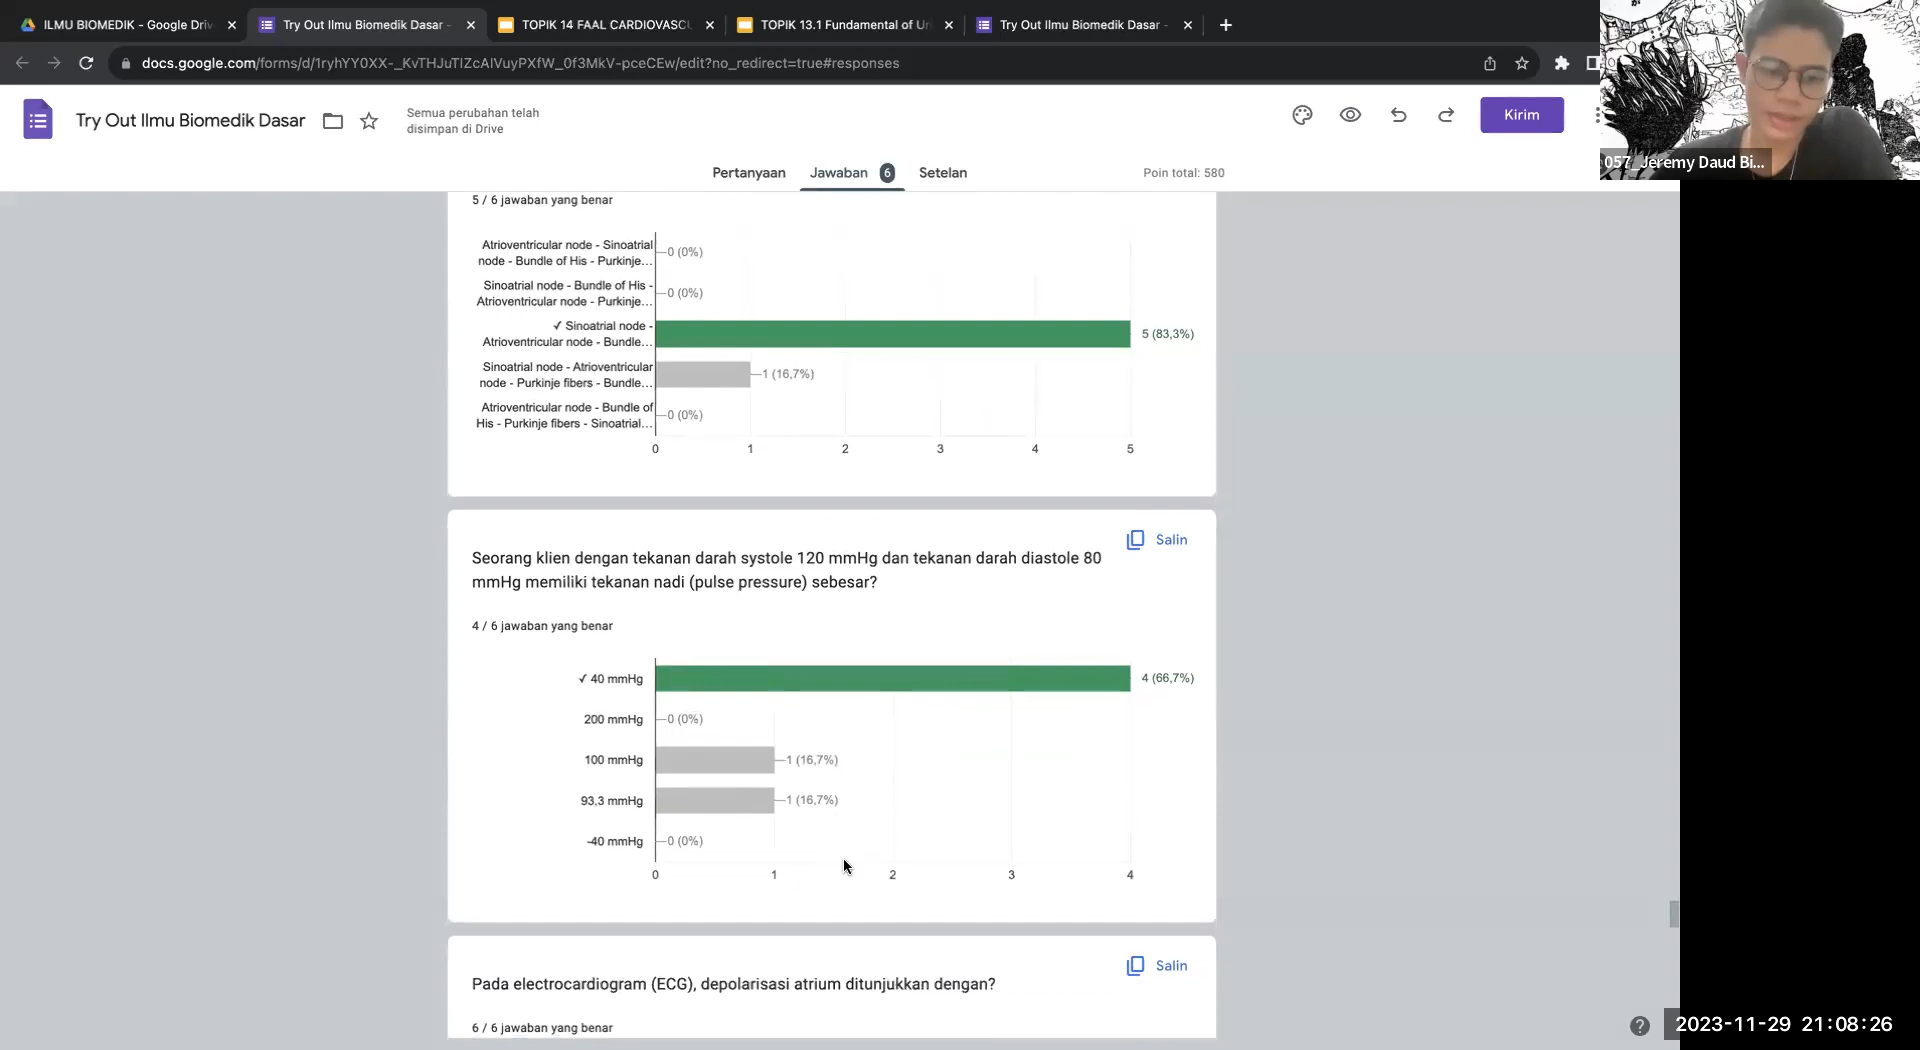 ILMU BIOMEDIK - Google Driv
Try Out Ilmu Biomedik Dasar -
TOPIK 14 FAAL CARDIOVASCU
TOPIK 13.1 Fundamental of Uri
Try Out Ilmu Biomedik Dasar -
docs.google.com/forms/d/1ryhYY0XX-_KvTHJuTIZcAlVuyPXfW_0f3MkV-pceCEw/edit?no_redirect=true#responses
Try Out Ilmu Biomedik Dasar
Semua perubahan telah
disimpan di Drive
Kirim
057_Jeremy Daud Bi...
Pertanyaan
Jawaban 6
Setelan
Poin total: 580
5 / 6 jawaban yang benar
Atrioventricular node - Sinoatrial
node - Bundle of His - Purkinje…
0 (0%)
Sinoatrial node - Bundle of His -
Atrioventricular node - Purkinje…
0 (0%)
✓ Sinoatrial node -
Atrioventricular node - Bundle…
5 (83,3%)
Sinoatrial node - Atrioventricular
node - Purkinje fibers - Bundle…
1 (16,7%)
Atrioventricular node - Bundle of
His - Purkinje fibers - Sinoatrial…
0 (0%)
0 1 2 3 4 5
Salin
Seorang klien dengan tekanan darah systole 120 mmHg dan tekanan darah diastole 80
mmHg memiliki tekanan nadi (pulse pressure) sebesar?
4 / 6 jawaban yang benar
✓ 40 mmHg 4 (66,7%)
200 mmHg 0 (0%)
100 mmHg 1 (16,7%)
93,3 mmHg 1 (16,7%)
-40 mmHg 0 (0%)
0 1 2 3 4
Salin
Pada electrocardiogram (ECG), depolarisasi atrium ditunjukkan dengan?
6 / 6 jawaban yang benar
2023-11-29 21:08:26